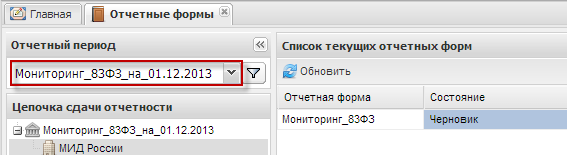 Главная
Отчетные формы
Отчетный период
Мониторинг_83ФЗ_на_01.12.2013
Цепочка сдачи отчетности
Мониторинг_83ФЗ_на_01.12.2013
МИД России
Список текущих отчетных форм
Обновить
Отчетная форма Состояние
Мониторинг_83ФЗ Черновик